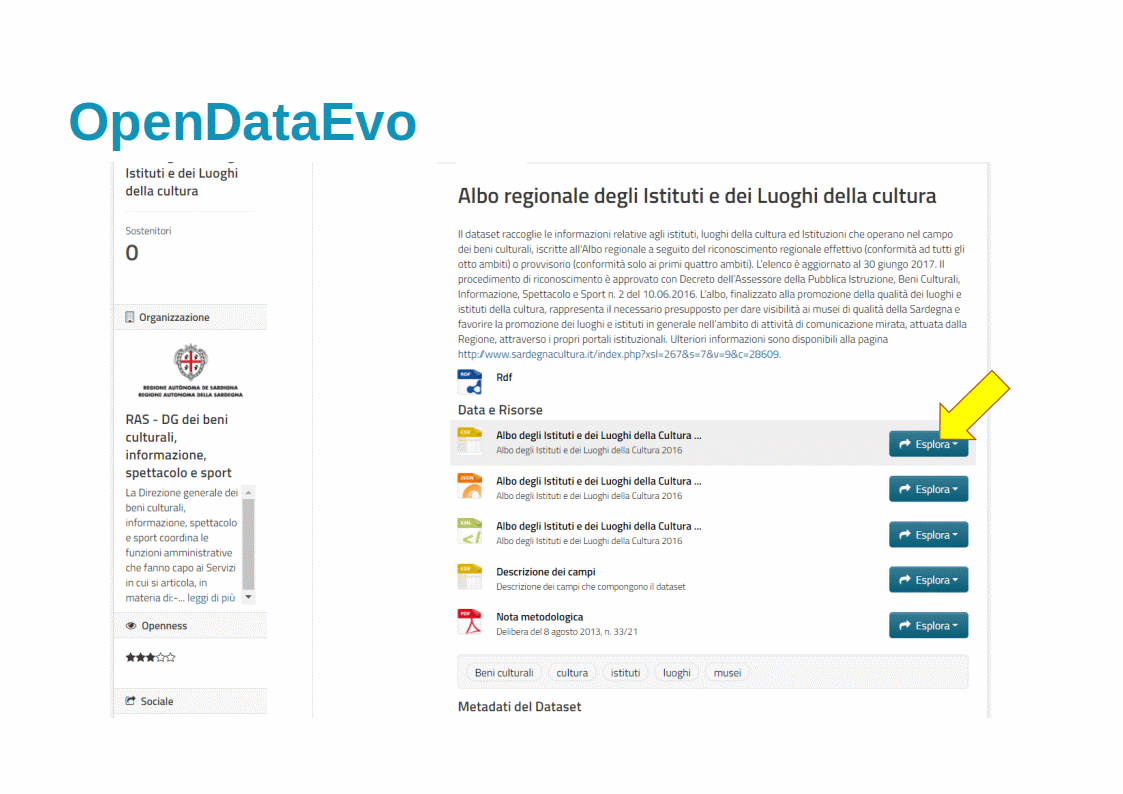 OpenDataEvo
Istituti e dei Luoghi
della cultura
Sostenitori
0
Organizzazione
REGIONE AUTÒNOMA DE SARDIGNA
REGIONE AUTONOMA DELLA SARDEGNA
RAS - DG dei beni
culturali,
informazione,
spettacolo e sport
La Direzione generale dei
beni culturali,
informazione, spettacolo
e sport coordina le
funzioni amministrative
che fanno capo ai Servizi
in cui si articola, in
materia di:-... leggi di più
Openness
Sociale
Albo regionale degli Istituti e dei Luoghi della cultura
Il dataset raccoglie le informazioni relative agli istituti, luoghi della cultura ed Istituzioni che operano nel campo
dei beni culturali, iscritte all'Albo regionale a seguito del riconoscimento regionale effettivo (conformità ad tutti gli
otto ambiti) o provvisorio (conformità solo ai primi quattro ambiti). L'elenco è aggiornato al 30 giungo 2017. Il
procedimento di riconoscimento è approvato con Decreto dell'Assessore della Pubblica Istruzione, Beni Culturali,
Informazione, Spettacolo e Sport n. 2 del 10.06.2016. L'albo, finalizzato alla promozione della qualità dei luoghi e
istituti della cultura, rappresenta il necessario presupposto per dare visibilità ai musei di qualità della Sardegna e
favorire la promozione dei luoghi e istituti in generale nell'ambito di attività di comunicazione mirata, attuata dalla
Regione, attraverso i propri portali istituzionali. Ulteriori informazioni sono disponibili alla pagina
http://www.sardegnacultura.it/index.php?xsl=267&s=7&v=9&c=28609.
RDF Rdf
Data e Risorse
CSV Albo degli Istituti e dei Luoghi della Cultura ...
Albo degli Istituti e dei Luoghi della Cultura 2016
Esplora
JSON Albo degli Istituti e dei Luoghi della Cultura ...
Albo degli Istituti e dei Luoghi della Cultura 2016
Esplora
XML Albo degli Istituti e dei Luoghi della Cultura ...
Albo degli Istituti e dei Luoghi della Cultura 2016
Esplora
CSV Descrizione dei campi
Descrizione dei campi che compongono il dataset
Esplora
PDF Nota metodologica
Delibera del 8 agosto 2013, n. 33/21
Esplora
Beni culturali cultura istituti luoghi musei
Metadati del Dataset